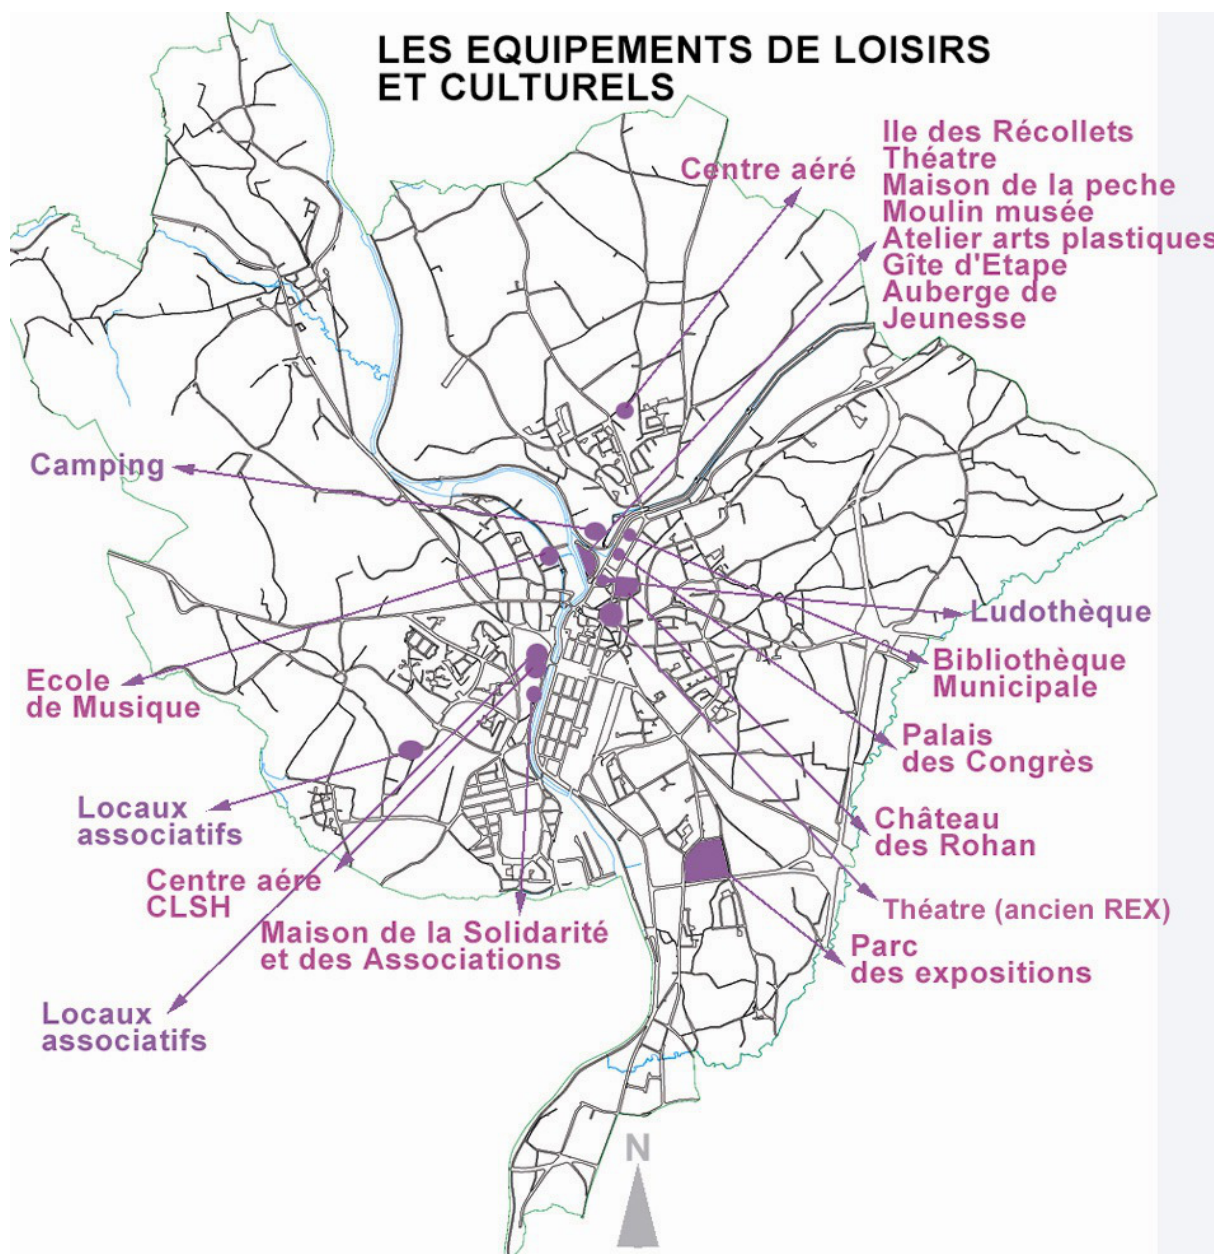 LES EQUIPEMENTS DE LOISIRS
ET CULTURELS
Centre aéré
Ile des Récollets
Théatre
Maison de la peche
Moulin musée
Atelier arts plastiques
Gîte d'Etape
Auberge de
Jeunesse
Camping
Ludothèque
Ecole
de Musique
Bibliothèque
Municipale
Palais
des Congrès
Locaux
associatifs
Château
des Rohan
Centre aére
CLSH
Théatre (ancien REX)
Maison de la Solidarité
et des Associations
Parc
des expositions
Locaux
associatifs
N